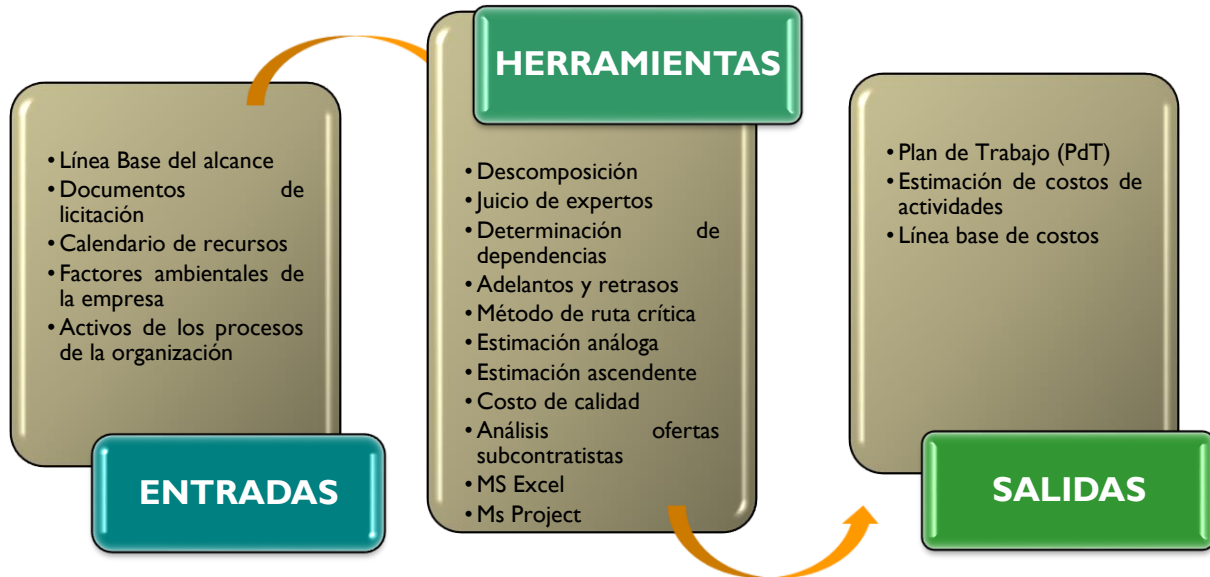 • Línea Base del alcance
• Documentos de
licitación
• Calendario de recursos
• Factores ambientales de
la empresa
• Activos de los procesos
de la organización
ENTRADAS
HERRAMIENTAS
• Descomposición
• Juicio de expertos
• Determinación de
dependencias
• Adelantos y retrasos
• Método de ruta crítica
• Estimación análoga
• Estimación ascendente
• Costo de calidad
• Análisis ofertas
subcontratistas
• MS Excel
• Ms Project
• Plan de Trabajo (PdT)
• Estimación de costos de
actividades
• Línea base de costos
SALIDAS